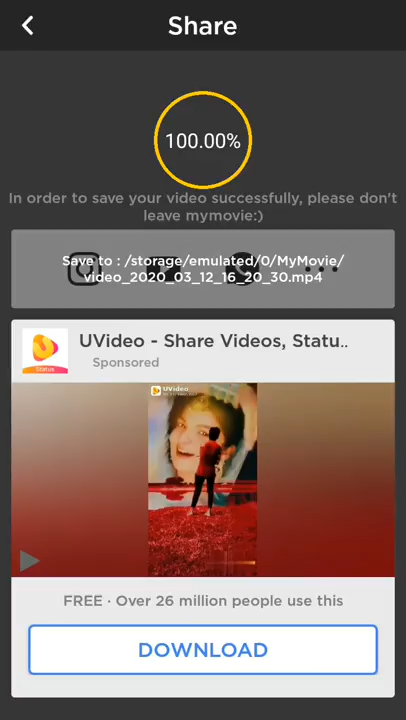 Share
100.00%
In order to save your video successfully, please don't
leave mymovie:)
Save to : /storage/emulated/0/MyMovie/
video_2020_03_12_16_20_30.mp4
UVideo - Share Videos, Statu..
Sponsored
Status
UVideo
FREE · Over 26 million people use this
DOWNLOAD